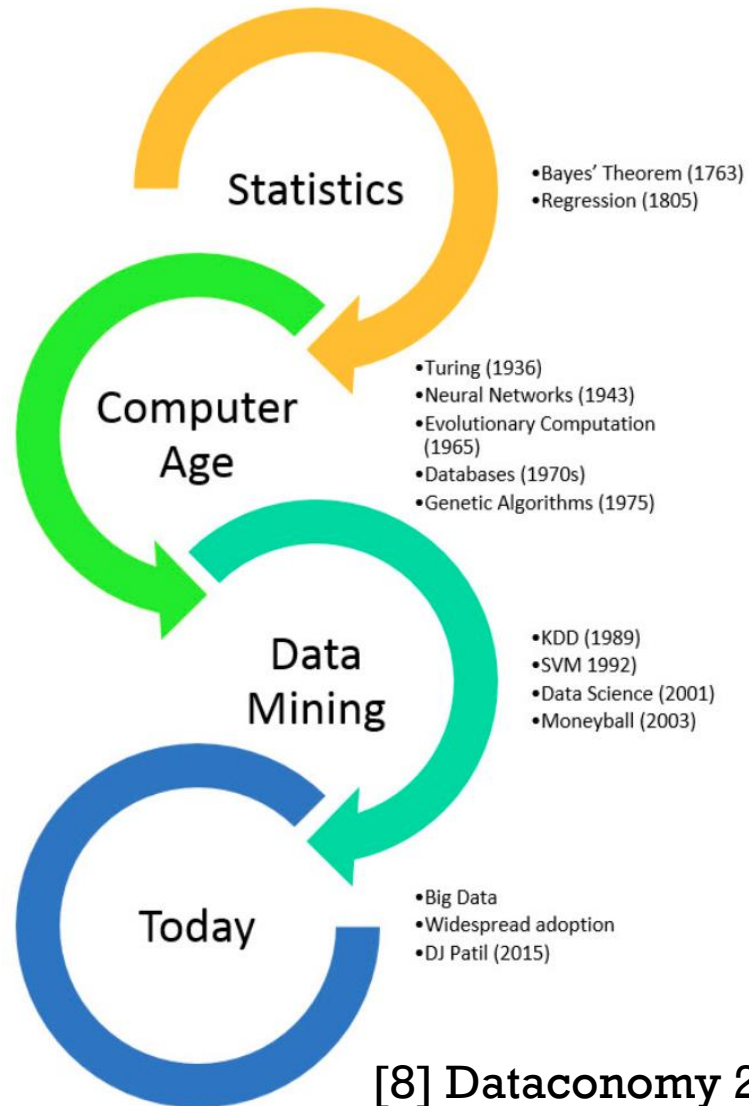 Statistics
•Bayes' Theorem (1763)
•Regression (1805)
Computer
Age
•Turing (1936)
•Neural Networks (1943)
•Evolutionary Computation
(1965)
•Databases (1970s)
•Genetic Algorithms (1975)
Data
Mining
•KDD (1989)
•SVM 1992)
•Data Science (2001)
•Moneyball (2003)
Today
•Big Data
•Widespread adoption
•DJ Patil (2015)
[8] Dataconomy 2